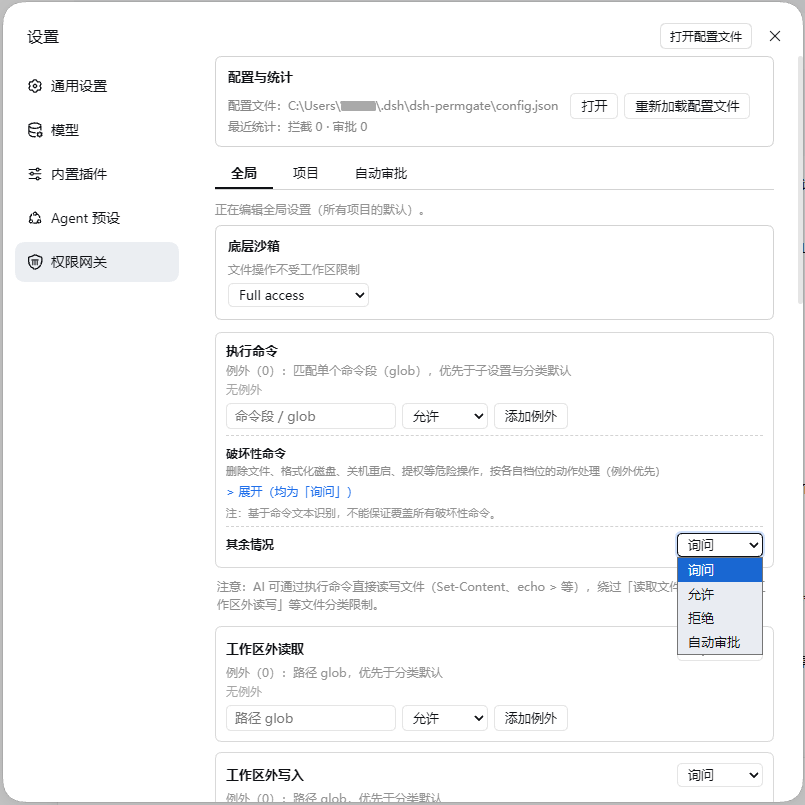 设置
打开配置文件
通用设置
模型
内置插件
Agent 预设
权限网关
配置与统计
配置文件：C:\Users\ \.dsh\dsh-permgate\config.json 打开 重新加载配置文件
最近统计：拦截 0 · 审批 0
全局 项目 自动审批
正在编辑全局设置（所有项目的默认）。
底层沙箱
文件操作不受工作区限制
Full access
执行命令
例外（0）：匹配单个命令段（glob），优先于子设置与分类默认
无例外
命令段 / glob 允许 添加例外
破坏性命令
删除文件、格式化磁盘、关机重启、提权等危险操作，按各自档位的动作处理（例外优先）
> 展开（均为「询问」）
注：基于命令文本识别，不能保证覆盖所有破坏性命令。
其余情况 询问
询问
允许
拒绝
自动审批
注意：AI 可通过执行命令直接读写文件（Set-Content、echo > 等），绕过「读取文
作区外读写」等文件分类限制。
工作区外读取
例外（0）：路径 glob，优先于分类默认
无例外
路径 glob 允许 添加例外
工作区外写入 询问
例外（0）：路径 glob，优先于分类默认